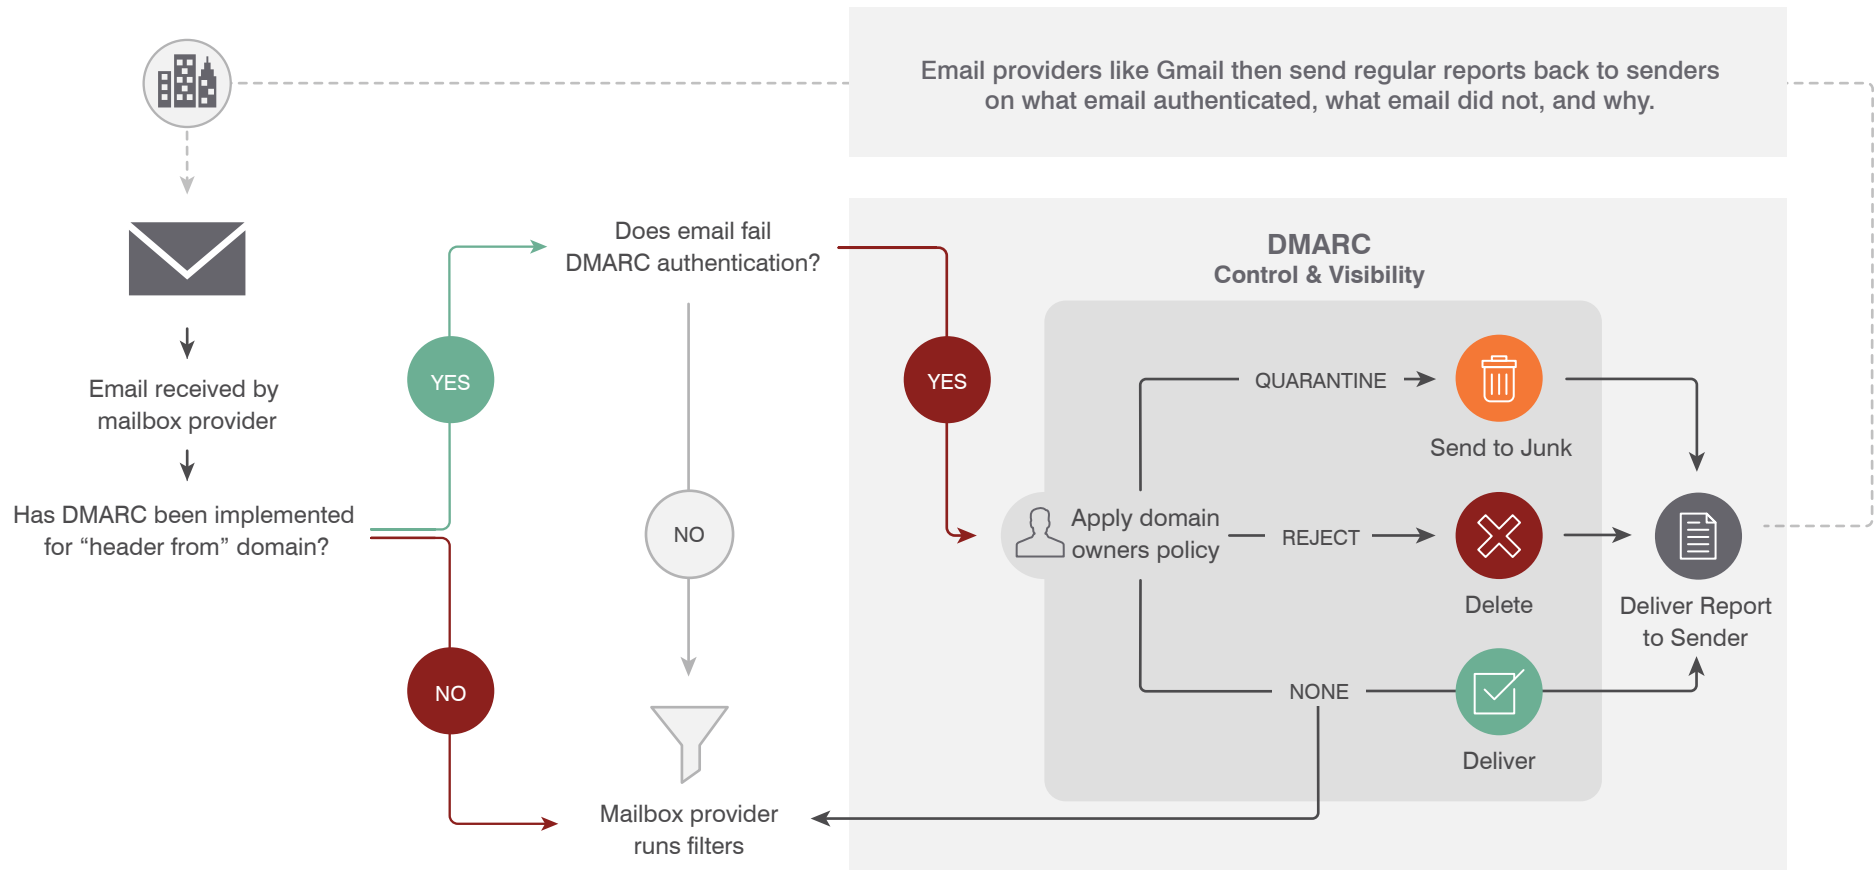 Email providers like Gmail then send regular reports back to senders
on what email authenticated, what email did not, and why.
Does email fail
DMARC authentication?
DMARC
Control & Visibility
YES
YES
QUARANTINE
Send to Junk
Email received by
mailbox provider
Has DMARC been implemented
for “header from” domain?
NO
Apply domain
owners policy
REJECT
Delete
Deliver Report
to Sender
NO
NONE
Deliver
Mailbox provider
runs filters